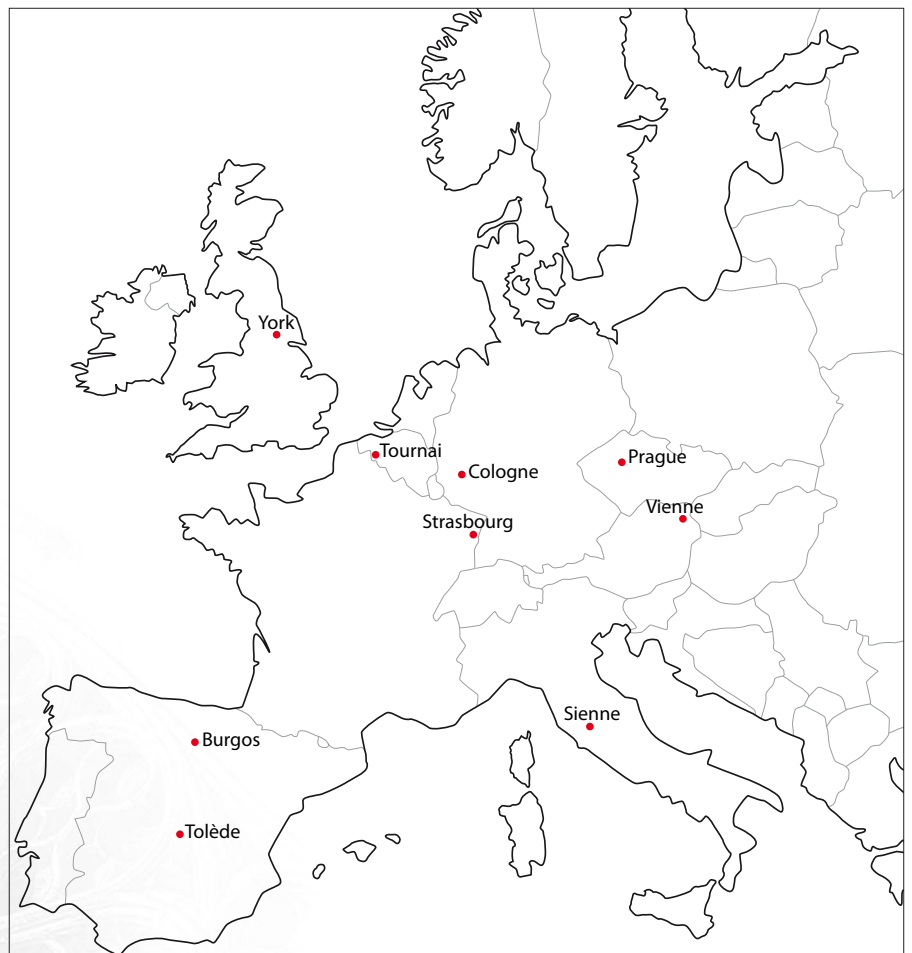 York
Tournai
Prague
Cologne
Vienne
Strasbourg
Sienne
Burgos
Tolède